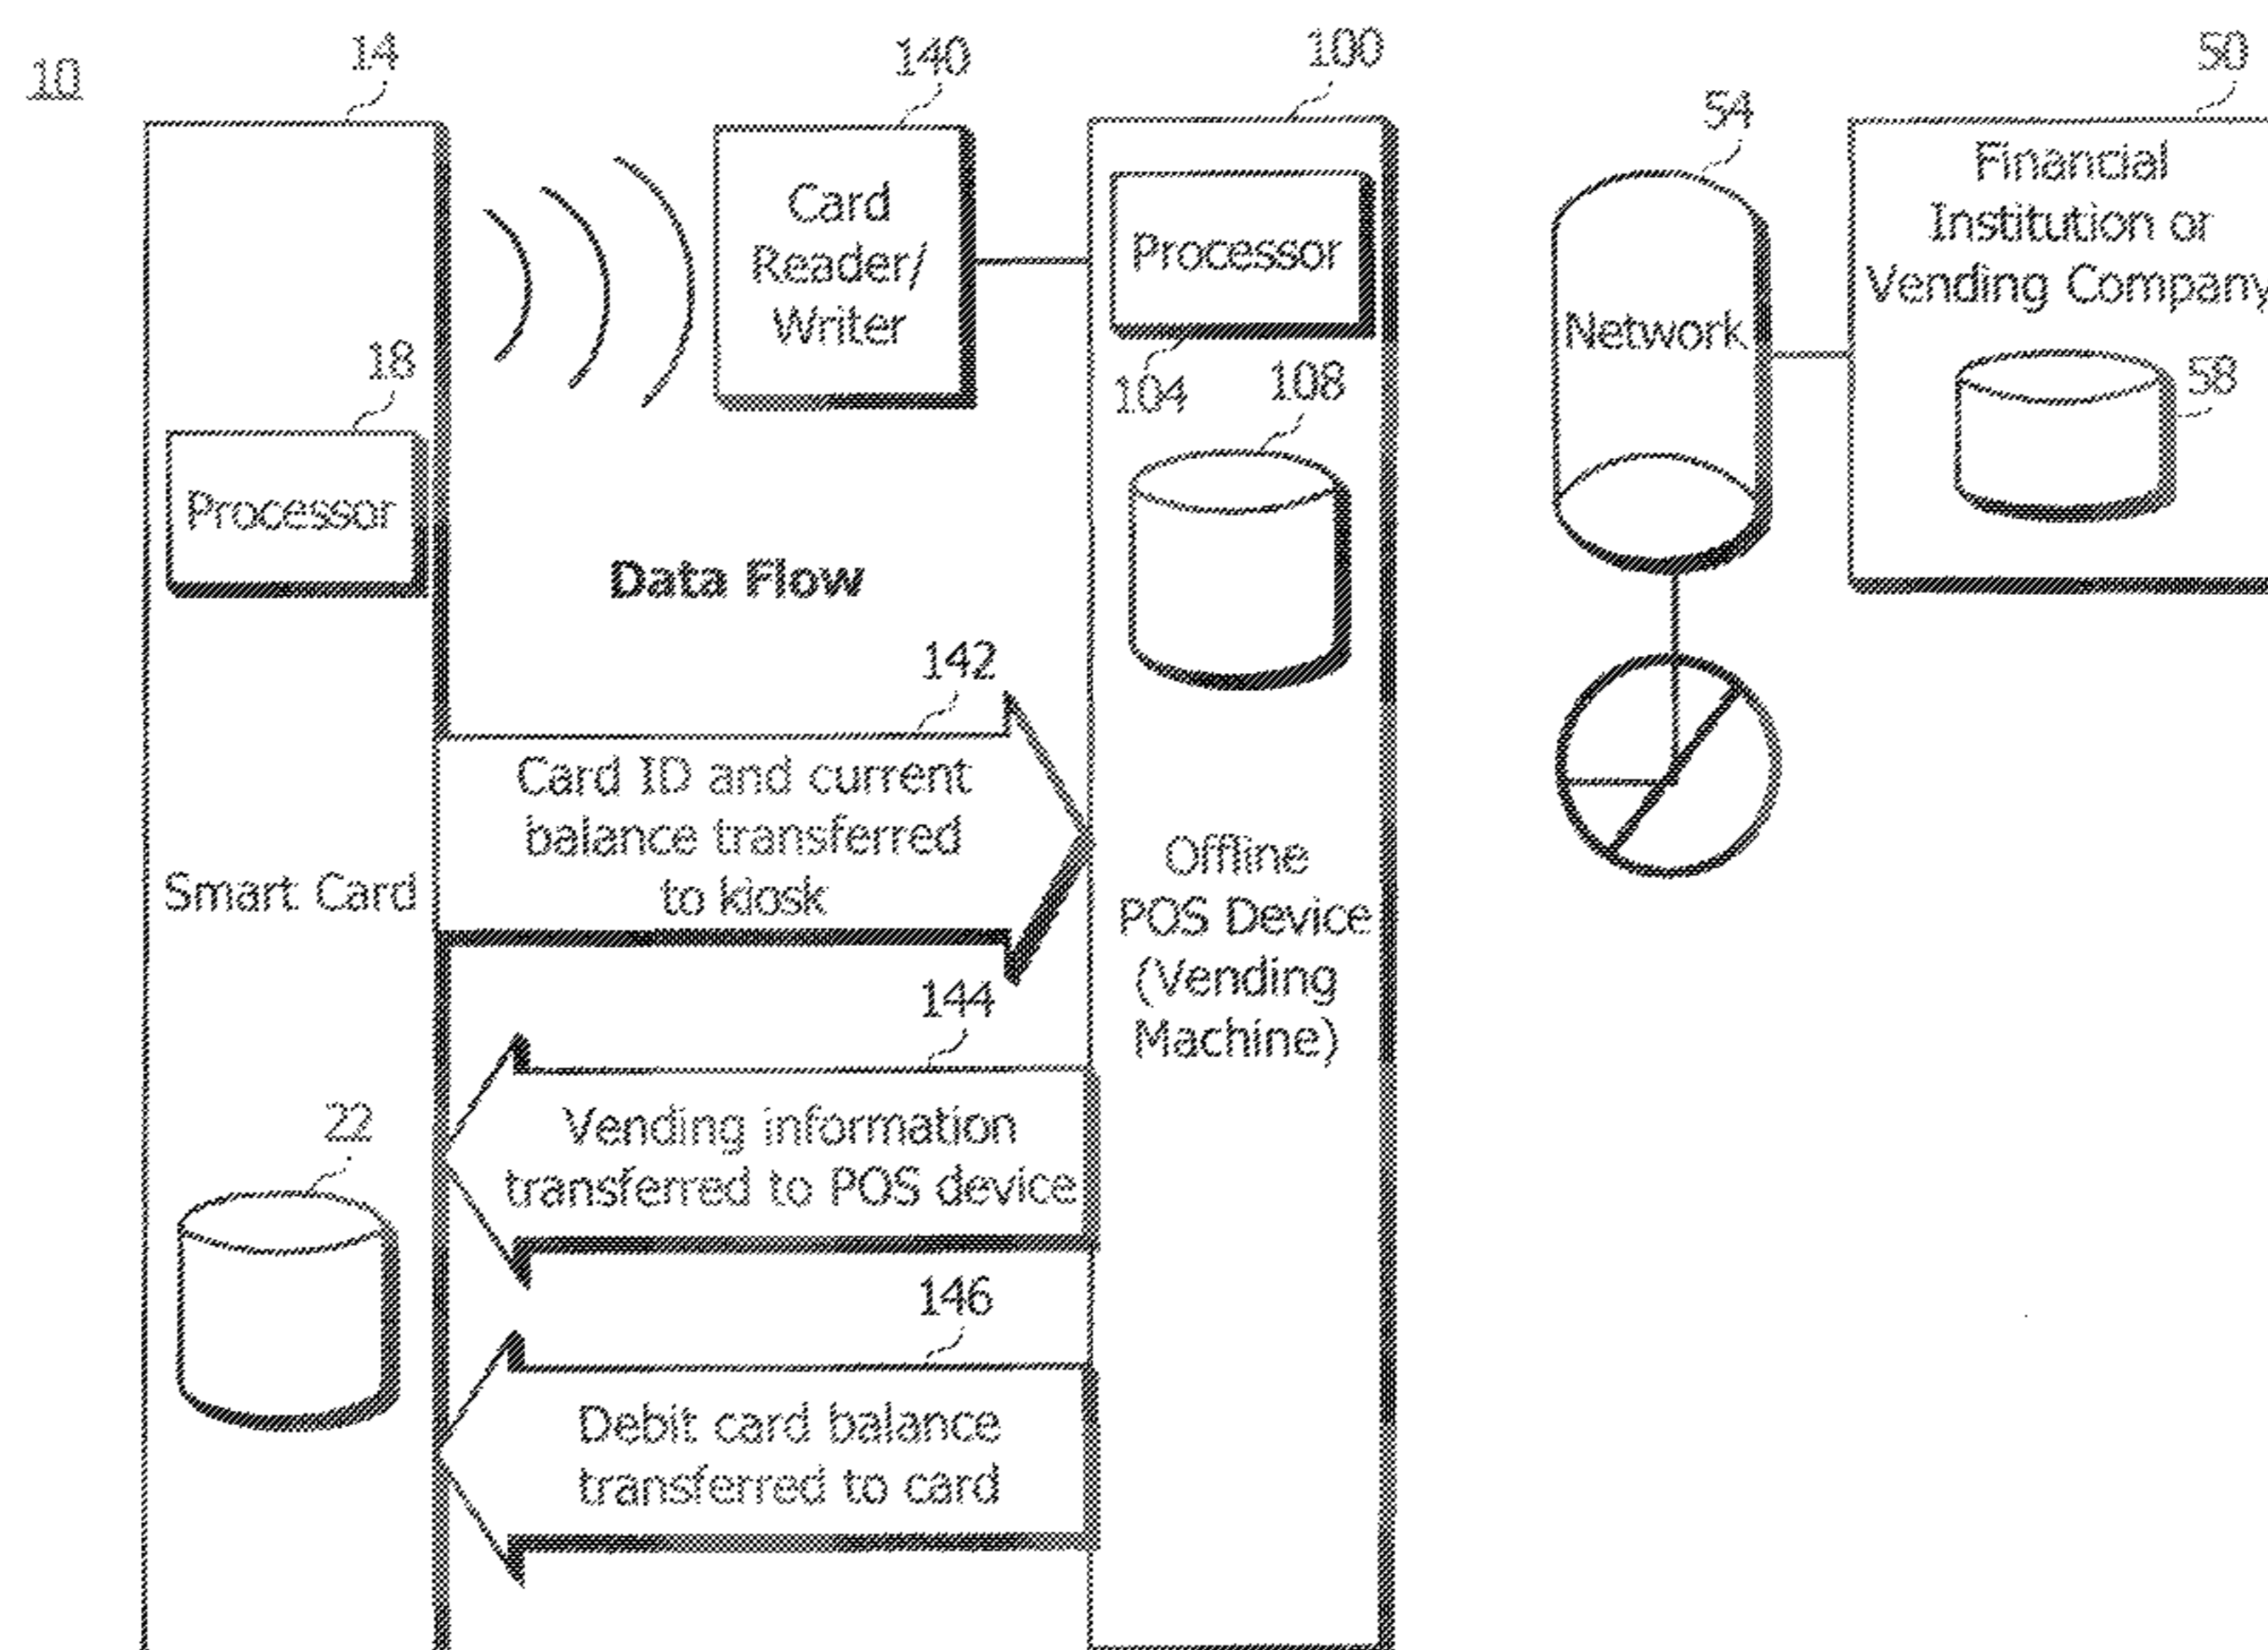 10
14
140
100
54
50
Card
Reader/
Writer
Processor
104
108
Network
Financial
Institution or
Vending Company
58
18
Processor
Smart Card
22
Data Flow
142
Card ID and current
balance transferred
to kiosk
144
Vending information
transferred to POS device
146
Debit card balance
transferred to card
Offline
POS Device
(Vending
Machine)